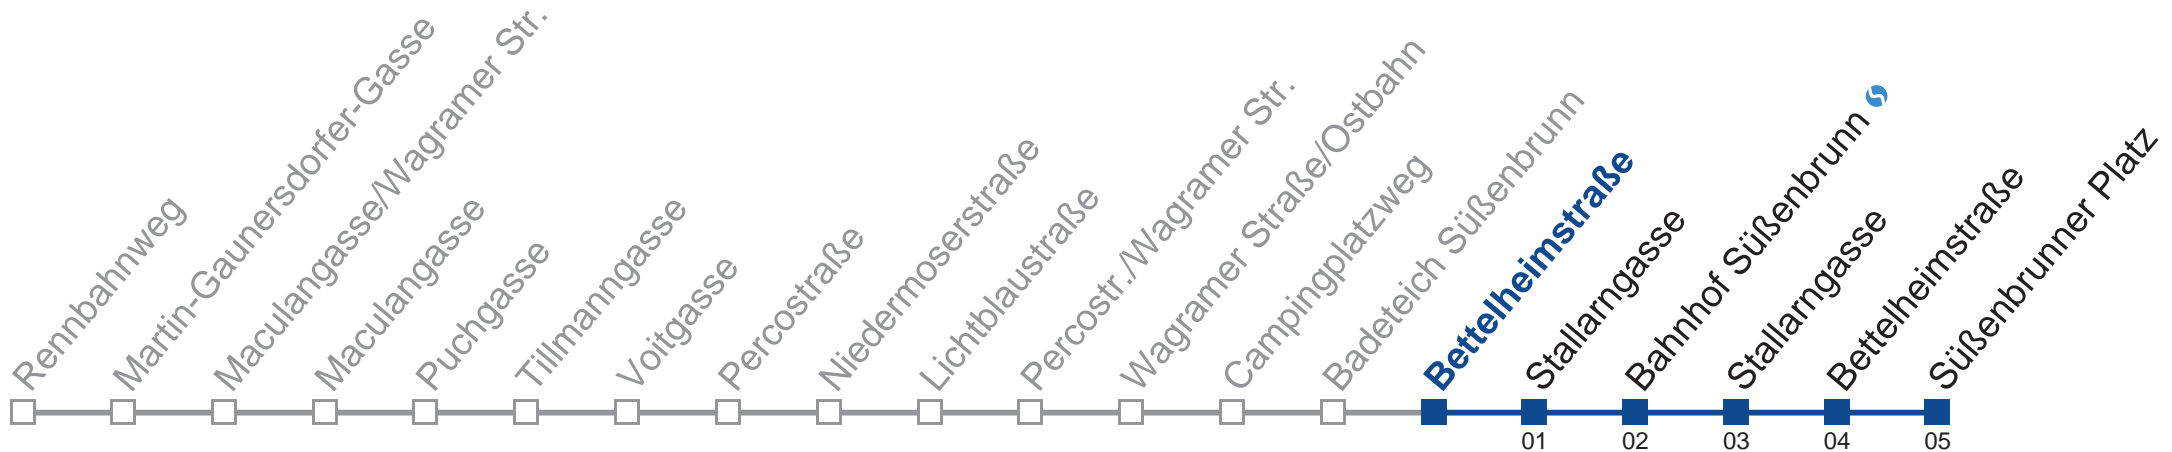 Rennbahnweg
Martin-Gaunersdorfer-Gasse
Maculangasse/Wagramer Str.
Maculangasse
Puchgasse
Tillmanngasse
Voitgasse
Percostraße
Niedermoserstraße
Lichtblaustraße
Percostr./Wagramer Str.
Wagramer Straße/Ostbahn
Campingplatzweg
Badeteich Süßenbrunn
Bettelheimstraße
Stallarngasse
Bahnhof Süßenbrunn
Stallarngasse
Bettelheimstraße
Süßenbrunner Platz
01 02 03 04 05